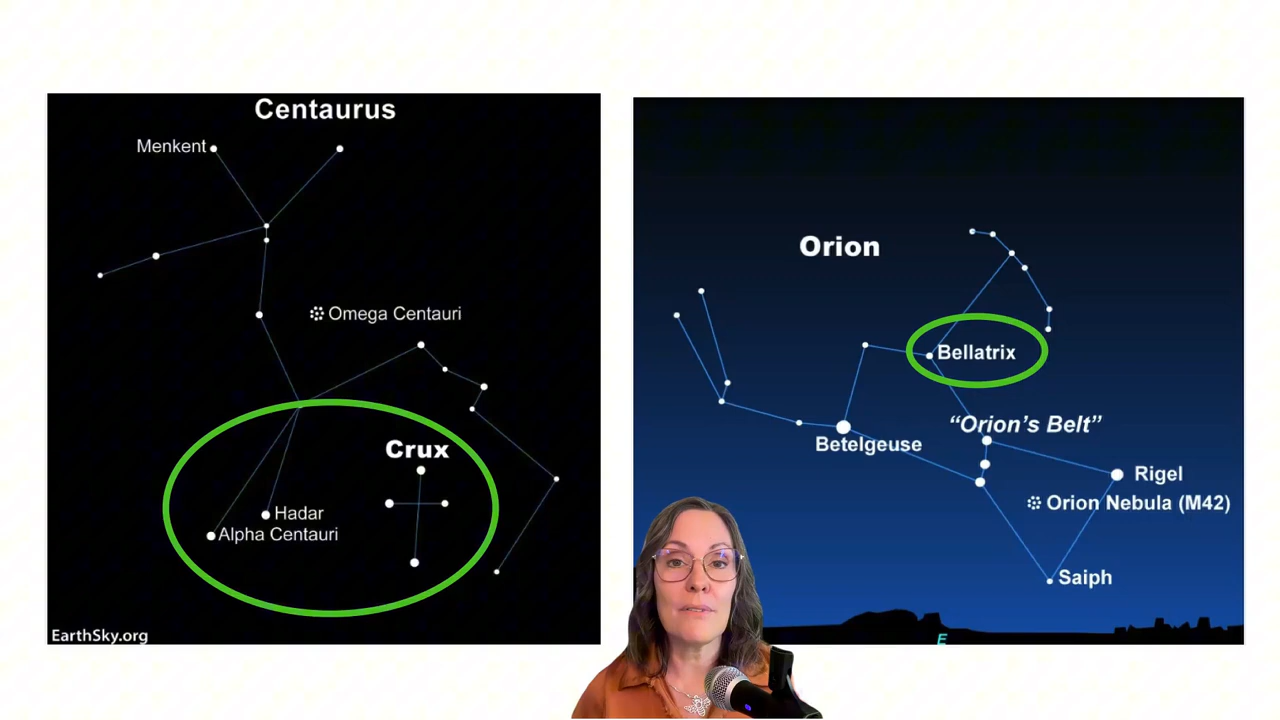 Centaurus
Menkent
Omega Centauri
Crux
Hadar
Alpha Centauri
EarthSky.org
Orion
Bellatrix
“Orion’s Belt”
Betelgeuse
Rigel
Orion Nebula (M42)
Saiph
E